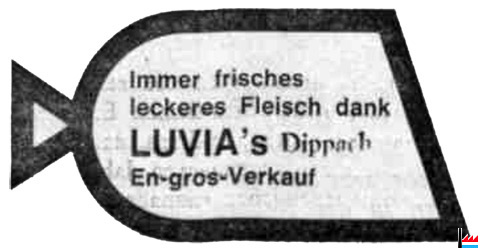 Immer frisches
leckeres Fleisch dank
LUVIA's Dippach
En-gros-Verkauf